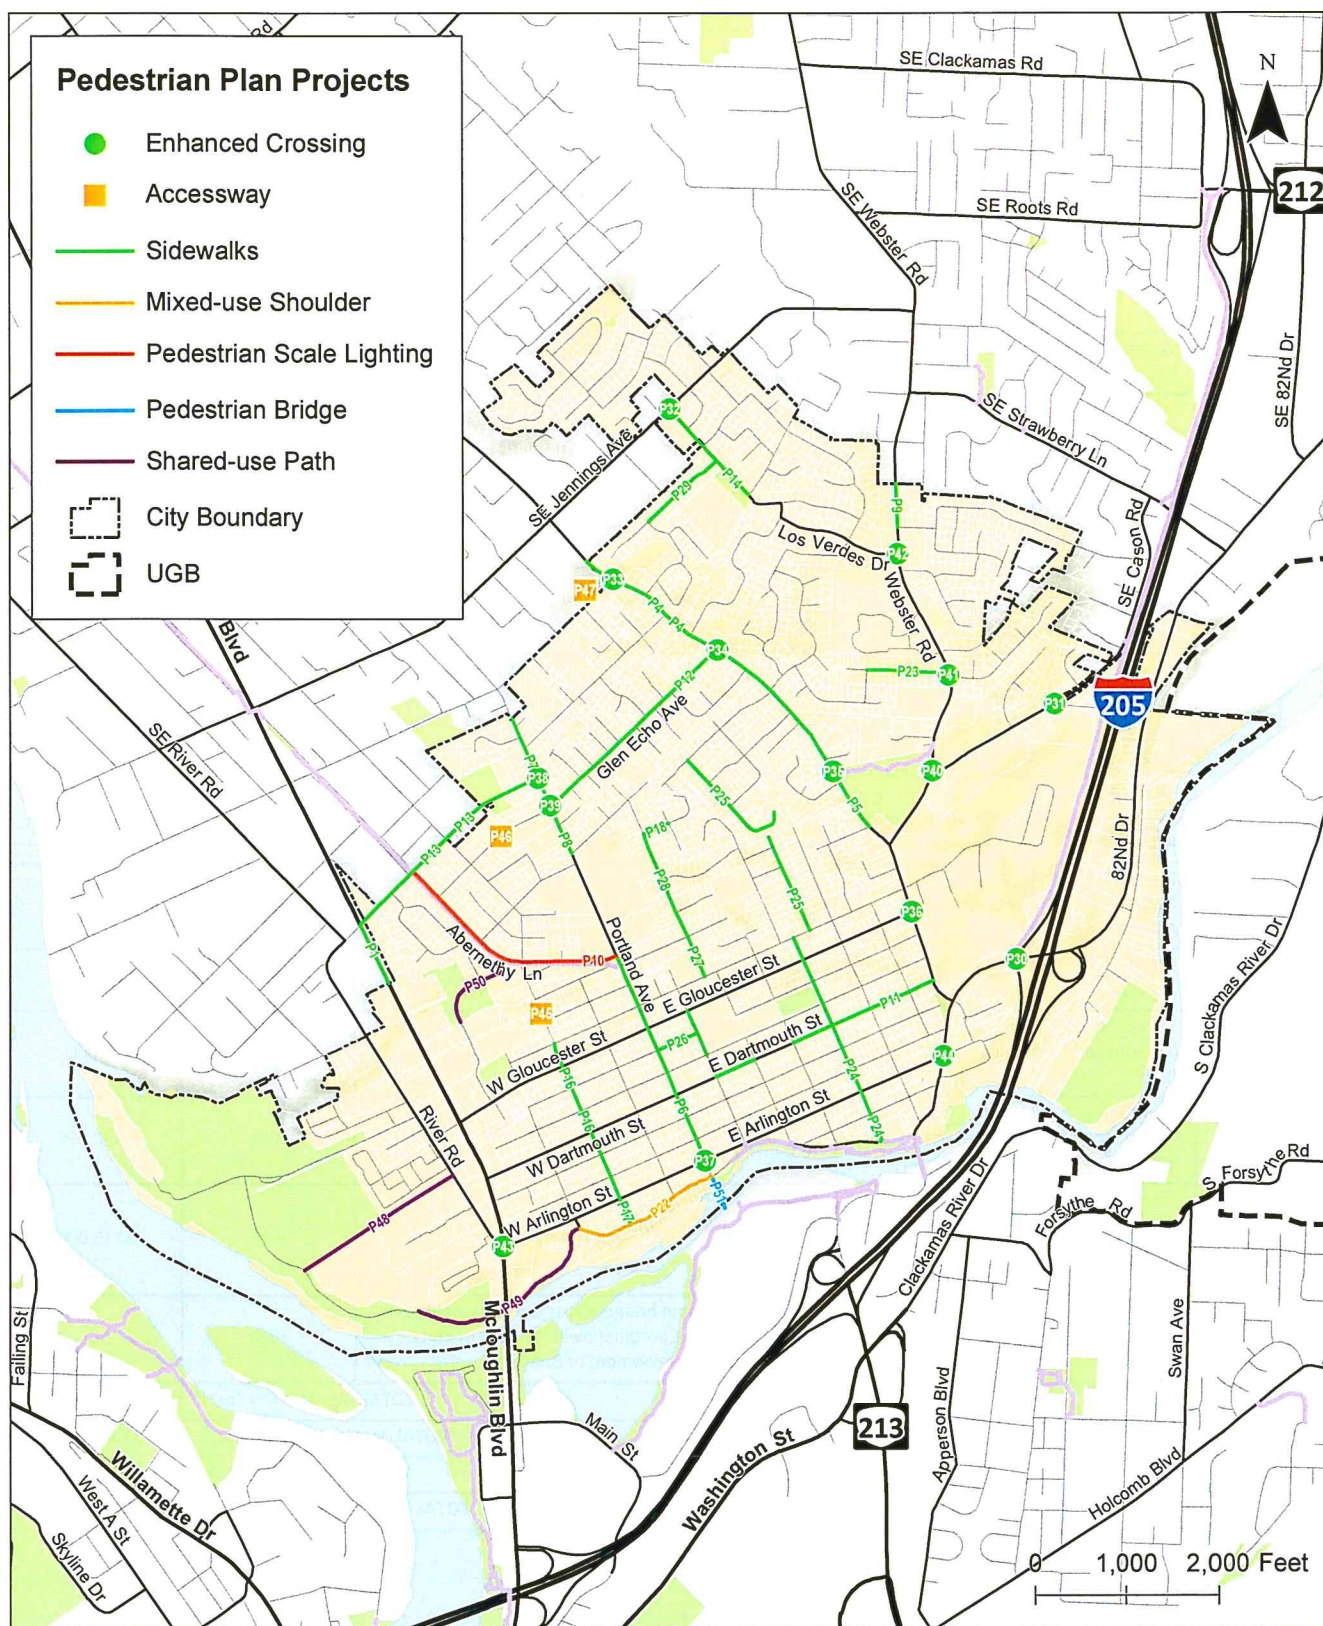 Rd
Rd
Pedestrian Plan Projects
Enhanced Crossing
Accessway
Sidewalks
Mixed-use Shoulder
Pedestrian Scale Lighting
Pedestrian Bridge
Shared-use Path
City Boundary
UGB
SE Clackamas Rd
N
212
SE Webster Rd
SE Roots Rd
SE 82Nd Dr
SE Strawberry Ln
SE Cason Rd
SE Jennings Ave
P32
P14
P29
P9
P42
Los Verdes Dr
Webster Rd
P33
P47
P4
P4
P34
P12
Glen Echo Ave
P23
P41
P31
205
Blvd
SE River Rd
P7
P38
P39
P13
P13
P46
P8
P25
P35
P40
P5
P18
P28
P25
P36
82Nd Dr
P1
Abernethy Ln
P10
Portland Ave
P27
P50
P45
E Gloucester St
P30
P11
W Gloucester St
P26
E Dartmouth St
P44
P16
P16
P6
P24
P24
E Arlington St
River Rd
W Dartmouth St
P37
P51
P22
W Arlington St
P17
P48
P43
P49
S Clackamas River Dr
Clackamas River Dr
S Forsythe Rd
Forsythe Rd
Mcloughlin Blvd
Failing St
Main St
Washington St
213
Apperson Blvd
Swan Ave
Holcomb Blvd
Willamette Dr
West A St
Skyline Dr
0 1,000 2,000 Feet